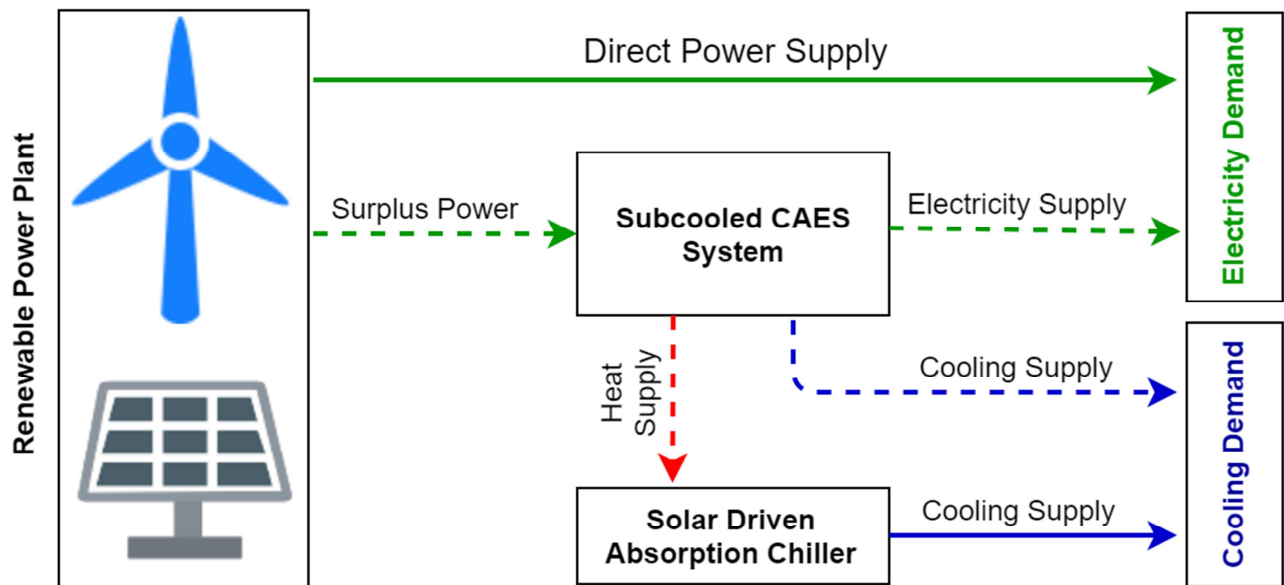 Renewable Power Plant
Direct Power Supply
Surplus Power
Subcooled CAES
System
Electricity Supply
Electricity Demand
Heat
Supply
Cooling Supply
Cooling Demand
Solar Driven
Absorption Chiller
Cooling Supply